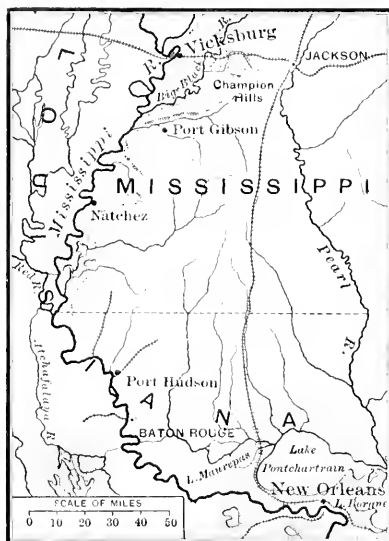 Vicksburg
JACKSON
Big Black R.
Champion
Hills
Port Gibson
MISSISSIPPI
Mississippi R.
Natchez
LOUISIANA
Red R.
Pearl R.
Atchafalaya R.
Port Hudson
BATON ROUGE
L. Maurepas
Lake
Pontchartrain
New Orleans
L. Borgne
SCALE OF MILES
0 10 20 30 40 50